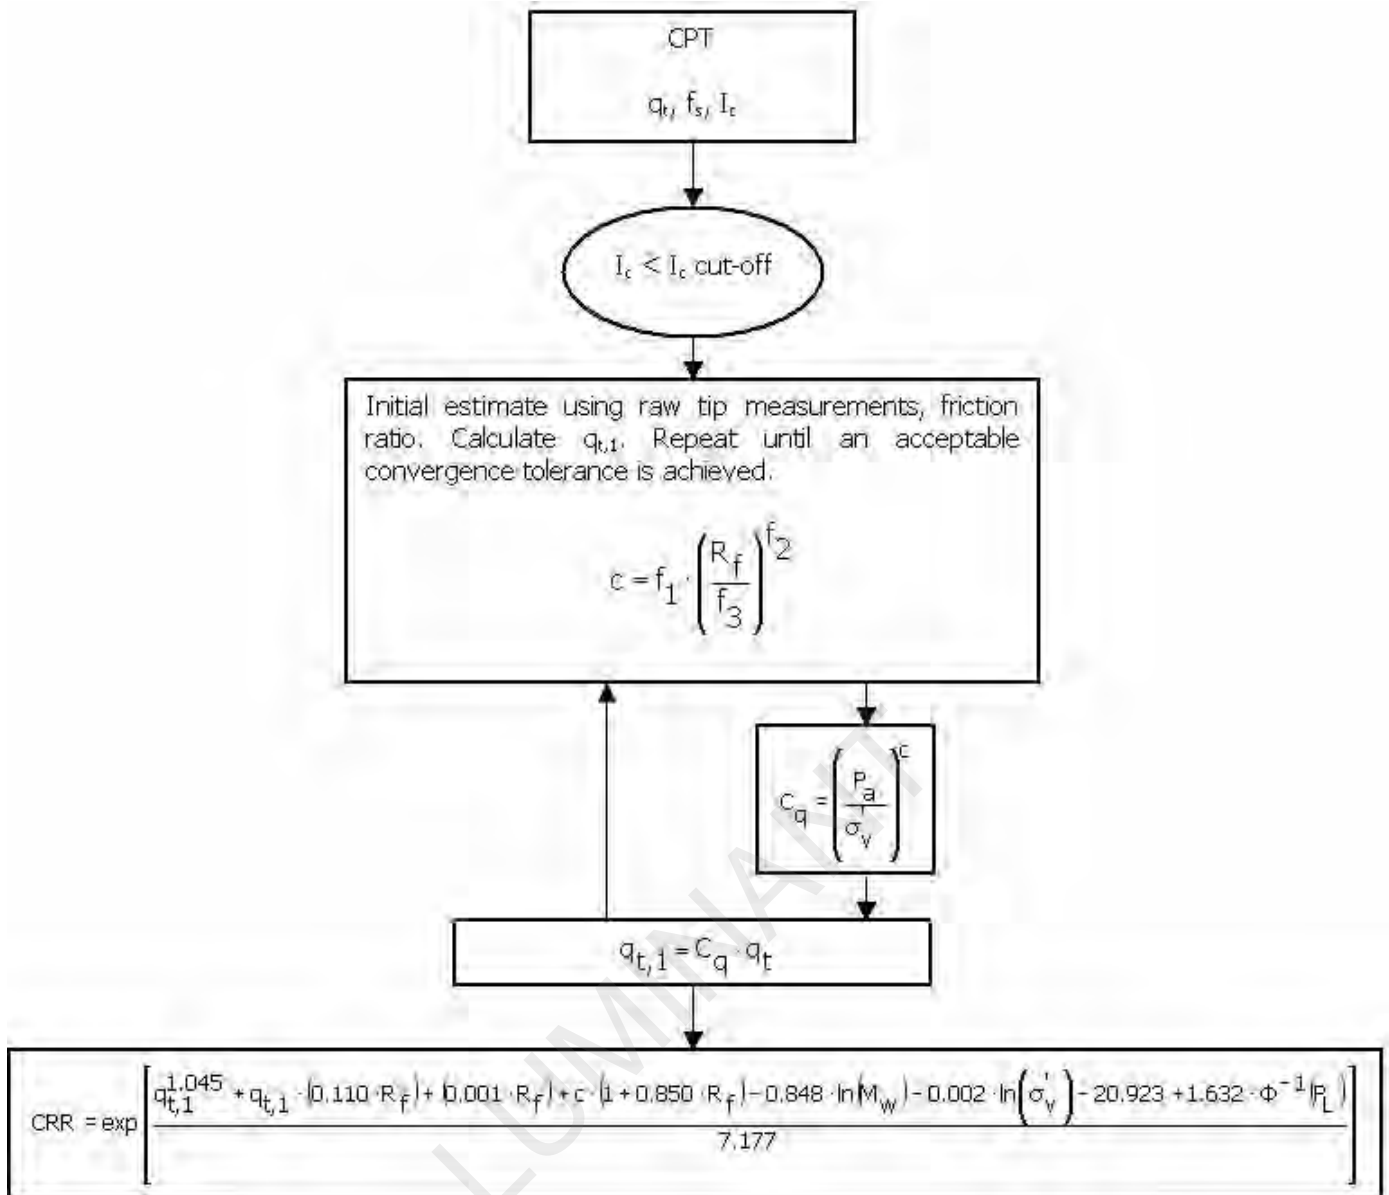 CPT
qt, fs, Ic
Ic < Ic cut-off
Initial estimate using raw tip measurements, friction
ratio. Calculate qt,1. Repeat until an acceptable
convergence tolerance is achieved.
c = f1 · (Rf / f3)^f2
Cq = (Pa / σ'v)^c
qt,1 = Cq · qt
CRR = exp [ (qt,1^1.045 + qt,1 · (0.110 · Rf) + (0.001 · Rf) + c · (1 + 0.850 · Rf) − 0.848 · ln(Mw) − 0.002 · ln(σ'v) − 20.923 + 1.632 · Φ^-1(PL)) / 7.177 ]
LUMINANT